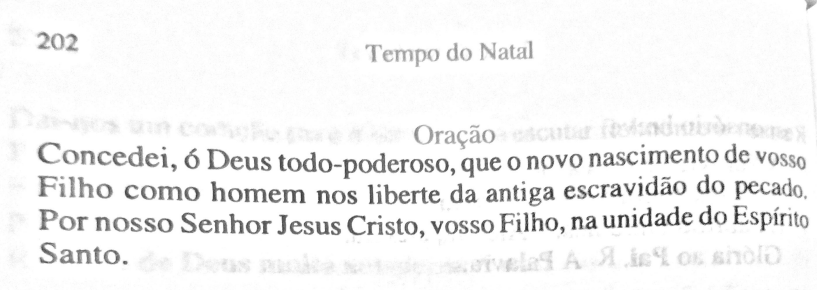 202
Tempo do Natal
Oração
Concedei, ó Deus todo-poderoso, que o novo nascimento de vosso
Filho como homem nos liberte da antiga escravidão do pecado.
Por nosso Senhor Jesus Cristo, vosso Filho, na unidade do Espírito
Santo.